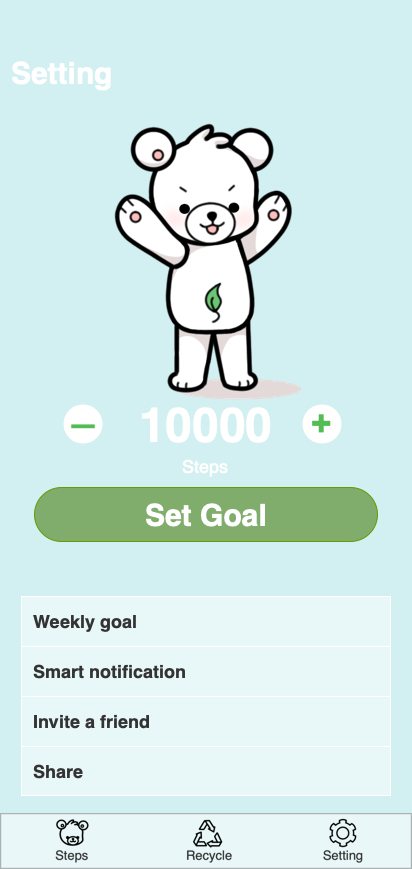 Setting
10000
Steps
Set Goal
Weekly goal
Smart notification
Invite a friend
Share
Steps Recycle Setting